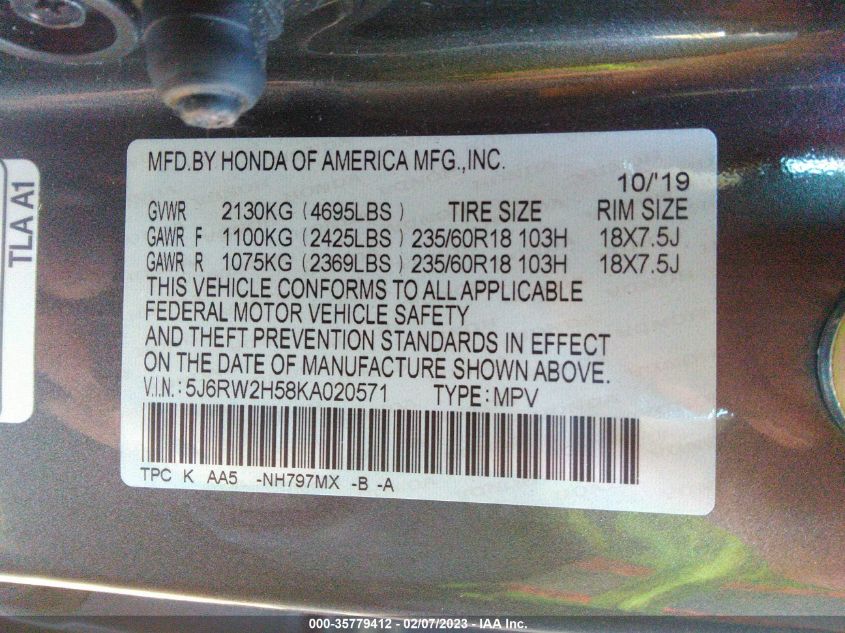 TLA A1
MFD.BY HONDA OF AMERICA MFG.,INC.
10/'19
GVWR 2130KG (4695LBS) TIRE SIZE RIM SIZE
GAWR F 1100KG (2425LBS) 235/60R18 103H 18X7.5J
GAWR R 1075KG (2369LBS) 235/60R18 103H 18X7.5J
THIS VEHICLE CONFORMS TO ALL APPLICABLE
FEDERAL MOTOR VEHICLE SAFETY
AND THEFT PREVENTION STANDARDS IN EFFECT
ON THE DATE OF MANUFACTURE SHOWN ABOVE.
V.I.N.: 5J6RW2H58KA020571 TYPE: MPV
TPC K AA5 -NH797MX -B -A
000-35779412 - 02/07/2023 - IAA Inc.